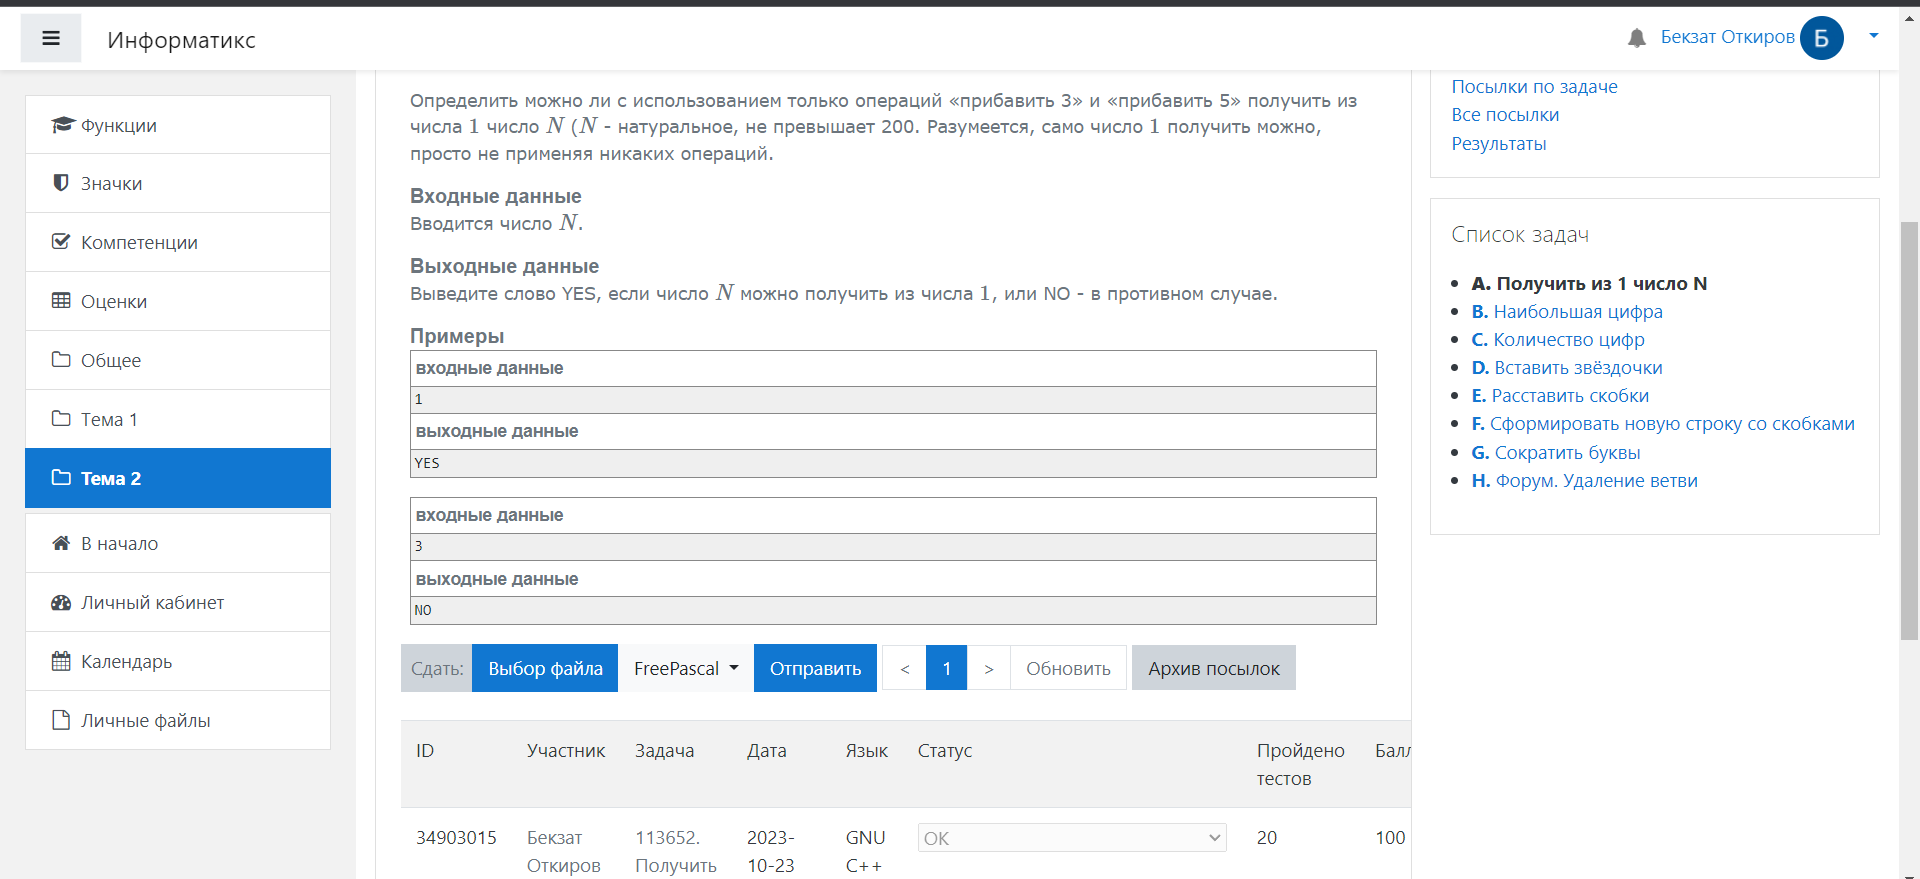 Информатикс
Бекзат Откиров
Б
Функции
Значки
Компетенции
Оценки
Общее
Тема 1
Тема 2
В начало
Личный кабинет
Календарь
Личные файлы
Определить можно ли с использованием только операций «прибавить 3» и «прибавить 5» получить из
числа 1 число N (N - натуральное, не превышает 200. Разумеется, само число 1 получить можно,
просто не применяя никаких операций.
Входные данные
Вводится число N.
Выходные данные
Выведите слово YES, если число N можно получить из числа 1, или NO - в противном случае.
Примеры
входные данные
1
выходные данные
YES
входные данные
3
выходные данные
NO
Сдать: Выбор файла FreePascal Отправить < 1 > Обновить Архив посылок
ID Участник Задача Дата Язык Статус Пройдено тестов Балл
34903015 Бекзат Откиров 113652. Получить 2023-10-23 GNU C++ OK 20 100
Посылки по задаче
Все посылки
Результаты
Список задач
A. Получить из 1 число N
B. Наибольшая цифра
C. Количество цифр
D. Вставить звёздочки
E. Расставить скобки
F. Сформировать новую строку со скобками
G. Сократить буквы
H. Форум. Удаление ветви